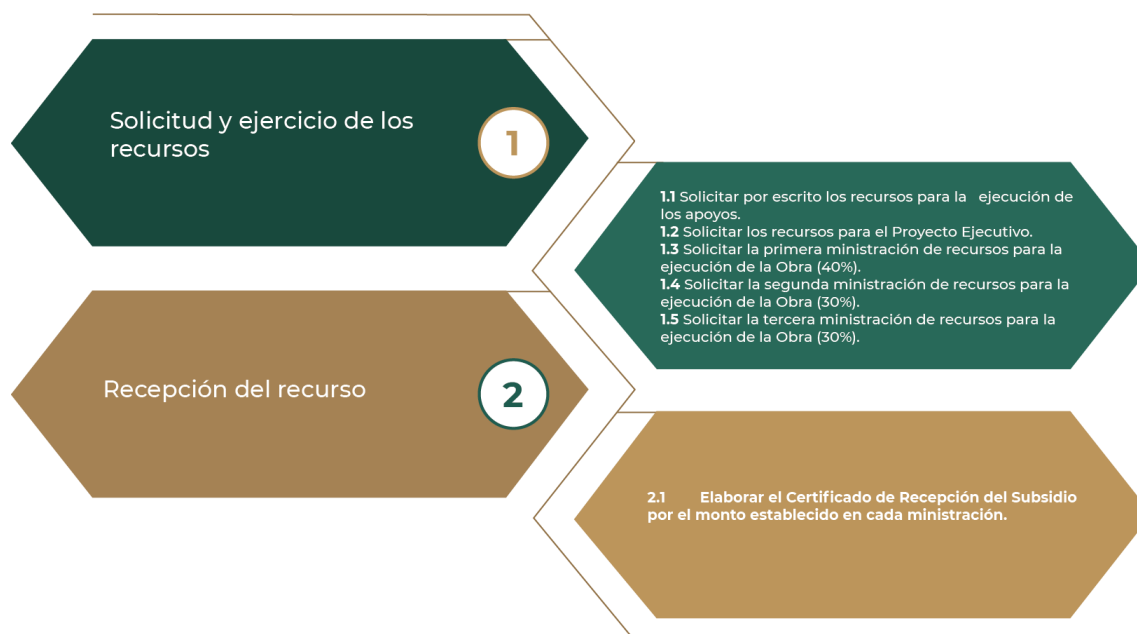 Solicitud y ejercicio de los
recursos
1
1.1 Solicitar por escrito los recursos para la ejecución de
los apoyos.
1.2 Solicitar los recursos para el Proyecto Ejecutivo.
1.3 Solicitar la primera ministración de recursos para la
ejecución de la Obra (40%).
1.4 Solicitar la segunda ministración de recursos para la
ejecución de la Obra (30%).
1.5 Solicitar la tercera ministración de recursos para la
ejecución de la Obra (30%).
Recepción del recurso
2
2.1 Elaborar el Certificado de Recepción del Subsidio
por el monto establecido en cada ministración.